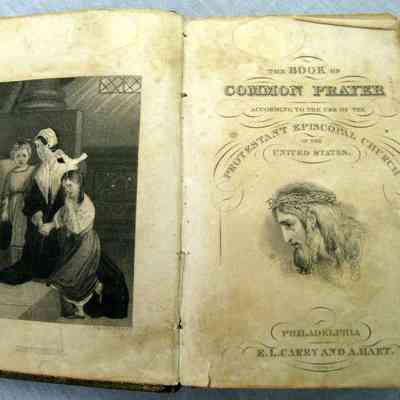 THE BOOK OF
COMMON PRAYER
ACCORDING TO THE USE OF THE
PROTESTANT EPISCOPAL CHURCH
IN THE
UNITED STATES.
PHILADELPHIA
E.L. CAREY AND A. HART.